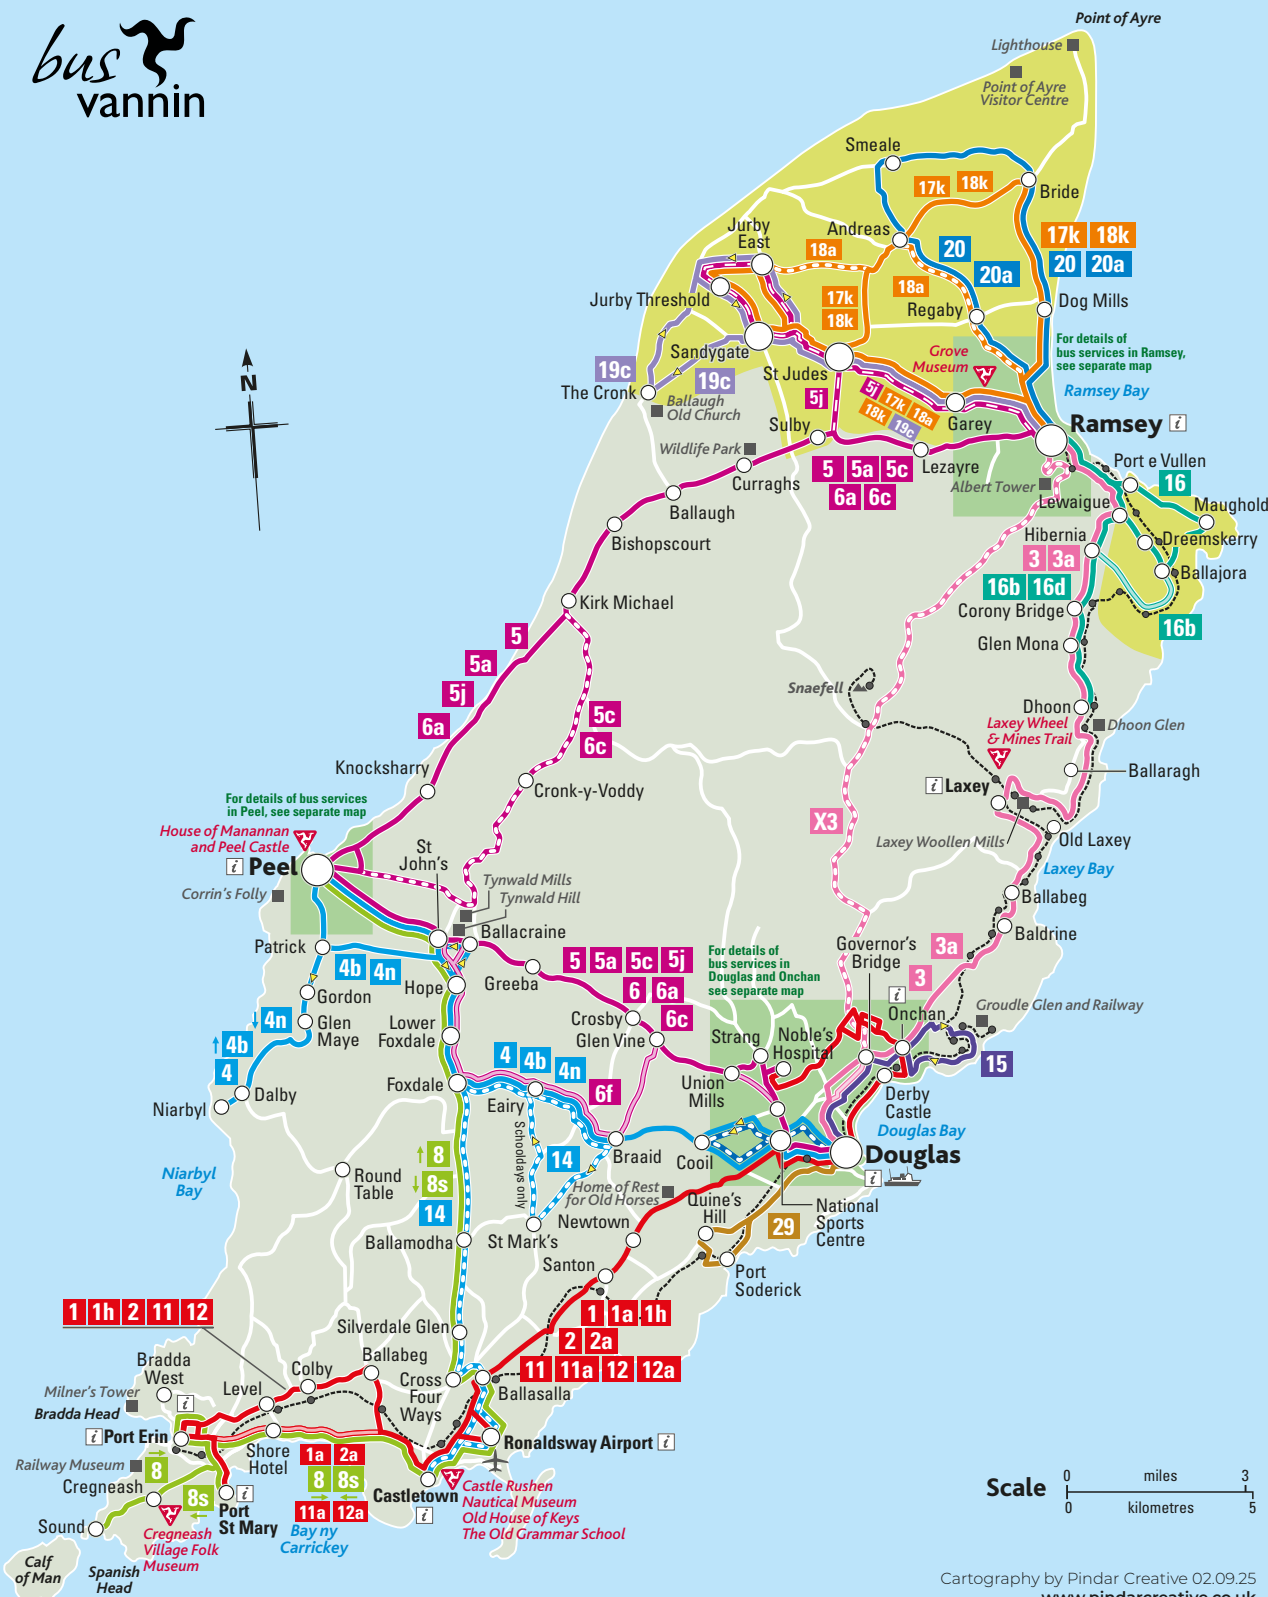 bus
vannin
Point of Ayre
Lighthouse
Point of Ayre
Visitor Centre
Smeale
17k 18k
Bride
Andreas
Jurby
East
18a
20
20a
17k 18k
20 20a
Jurby Threshold
17k
18k
18a
Regaby
Dog Mills
N
Sandygate
St Judes
Grove
Museum
For details of
bus services in Ramsey,
see separate map
19c
19c
The Cronk
Ballaugh
Old Church
5j
5j 17k 18a
18k 19c
Ramsey Bay
Garey
Ramsey i
Sulby
Wildlife Park
Curraghs
5 5a 5c
6a 6c
Lezayre
Albert Tower
Port e Vullen
16
Lewaigue
Maughold
Ballaugh
Hibernia
Dreemskerry
Bishopscourt
3 3a
Ballajora
16b 16d
Kirk Michael
Corony Bridge
16b
5
Glen Mona
5a
5j
Snaefell
6a
5c
6c
Dhoon
Laxey Wheel
& Mines Trail
Dhoon Glen
Knocksharry
Cronk-y-Voddy
Ballaragh
i Laxey
For details of bus services
in Peel, see separate map
X3
House of Manannan
and Peel Castle
Laxey Woollen Mills
Old Laxey
i Peel
St
John's
Laxey Bay
Corrin's Folly
Tynwald Mills
Tynwald Hill
Ballabeg
Patrick
Ballacraine
Baldrine
4b 4n
Hope
Greeba
5 5a 5c 5j
6 6a
6c
For details of
bus services in
Douglas and Onchan
see separate map
Governor's
Bridge
3a
3
Gordon
4n
Glen
Maye
Lower
Foxdale
Crosby
Glen Vine
i
Onchan
Groudle Glen and Railway
4b
4
Strang
Noble's
Hospital
4 4b 4n
15
Dalby
Niarbyl
Foxdale
Eairy
6f
Union
Mills
Derby
Castle
Schooldays only
Douglas Bay
8
8s
14
14
Braaid
Cooil
Douglas
i
Niarbyl
Bay
Round
Table
Home of Rest
for Old Horses
Quine's
Hill
29
National
Sports
Centre
Newtown
Ballamodha
St Mark's
Santon
Port
Soderick
1 1h 2 11 12
1 1a 1h
2 2a
11 11a 12 12a
Silverdale Glen
Bradda
West
Ballabeg
Colby
Cross
Four
Ways
Ballasalla
Level
Milner's Tower
Bradda Head
i
i Port Erin
Shore
Hotel
Ronaldsway Airport i
Railway Museum
8
1a 2a
8 8s
11a 12a
Cregneash
8s
i
Port
St Mary
Castletown
i
Castle Rushen
Nautical Museum
Old House of Keys
The Old Grammar School
Sound
Cregneash
Village Folk
Museum
Bay ny
Carrickey
Calf
of Man
Spanish
Head
Scale
0 miles 3
0 kilometres 5
Cartography by Pindar Creative 02.09.25
www.pindarcreative.co.uk